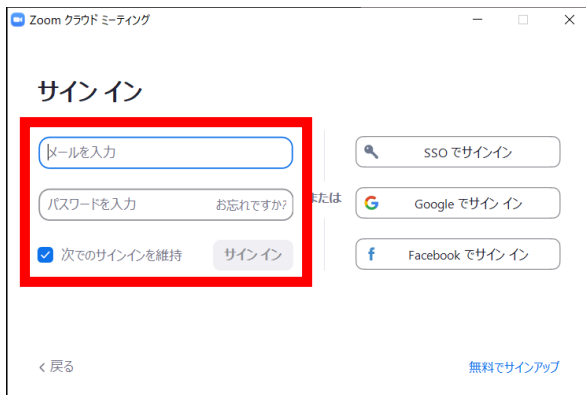 Zoom クラウド ミーティング
サイン イン
メールを入力
パスワードを入力 お忘れですか?
次でのサインインを維持 サイン イン
または
SSO でサインイン
Google でサイン イン
Facebook でサイン イン
戻る
無料でサインアップ